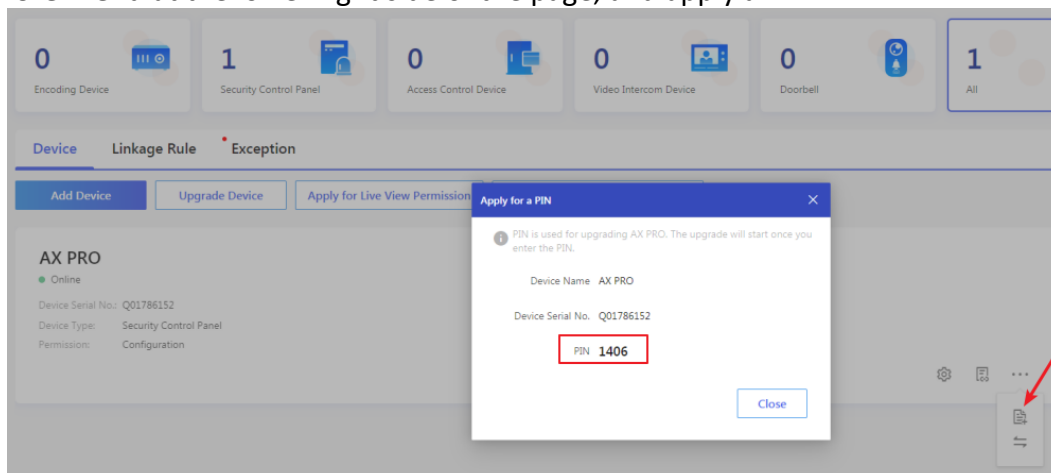 0
Encoding Device
1
Security Control Panel
0
Access Control Device
0
Video Intercom Device
0
Doorbell
1
All
Device Linkage Rule Exception
Add Device Upgrade Device Apply for Live View Permission
Apply for a PIN
PIN is used for upgrading AX PRO. The upgrade will start once you
enter the PIN.
Device Name AX PRO
Device Serial No. Q01786152
PIN 1406
Close
AX PRO
Online
Device Serial No.: Q01786152
Device Type: Security Control Panel
Permission: Configuration